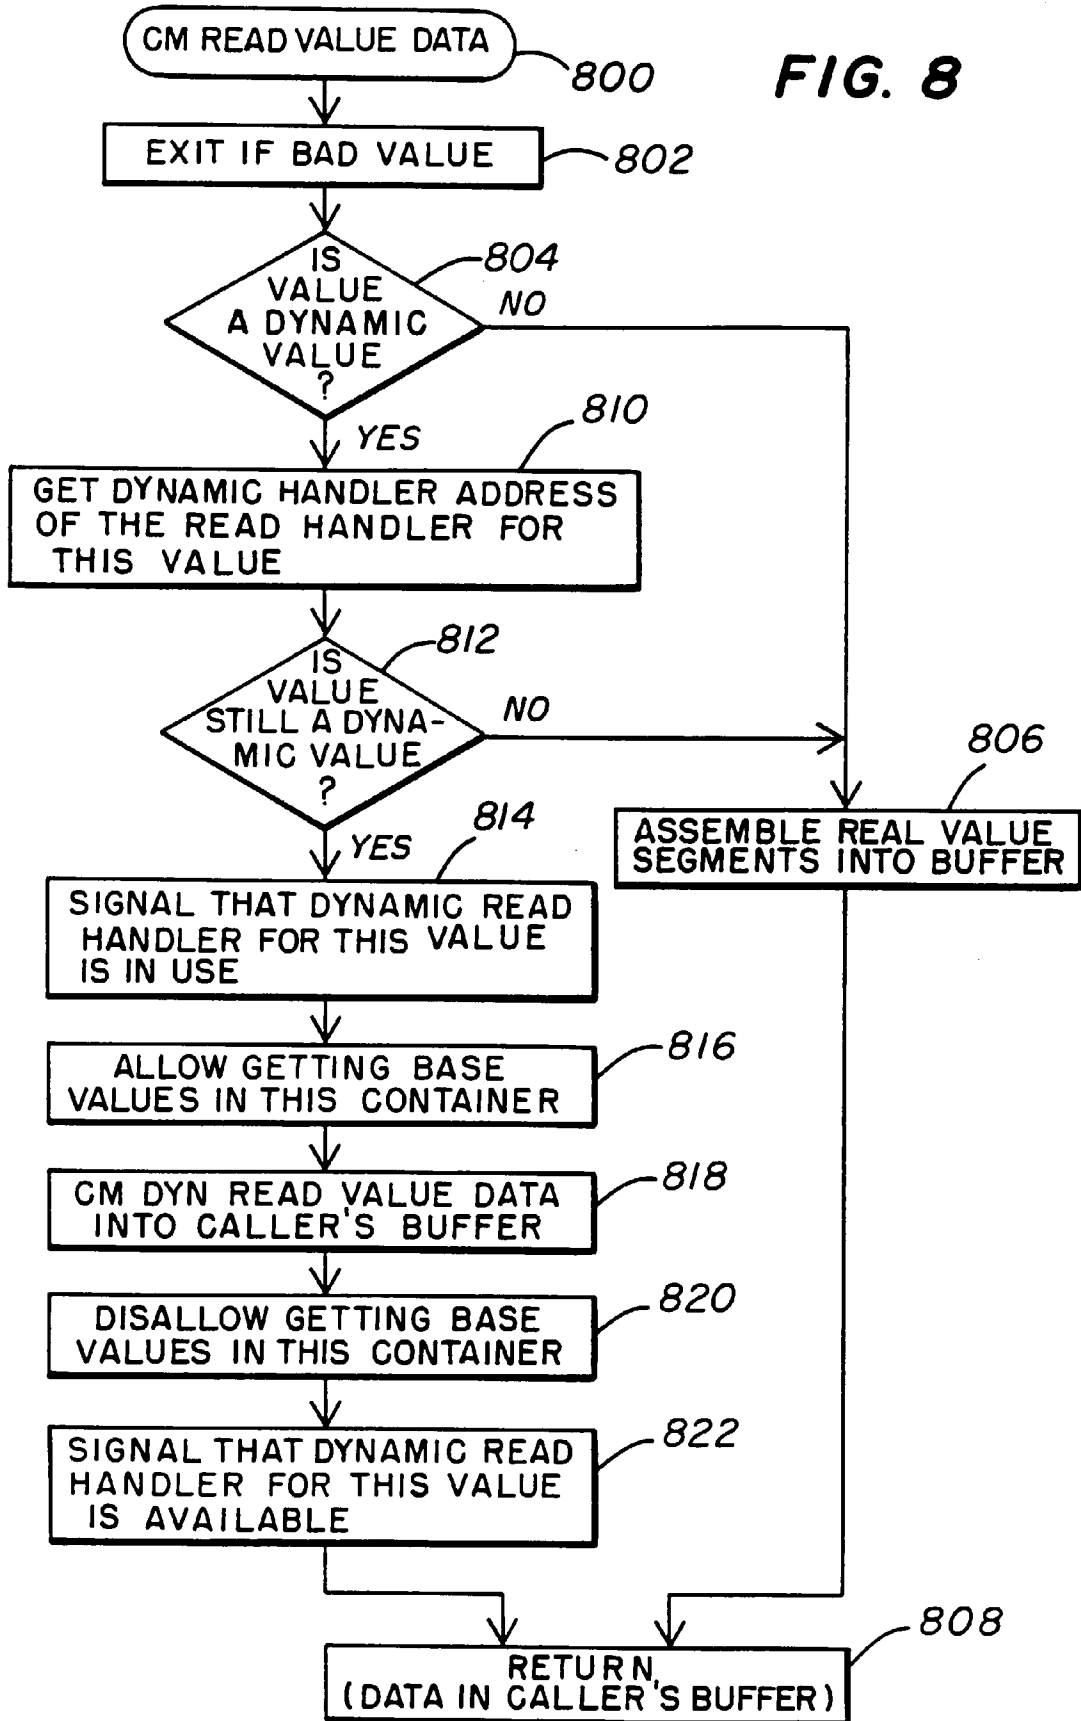 CM READ VALUE DATA
800
FIG. 8
EXIT IF BAD VALUE
802
IS
VALUE
A DYNAMIC
VALUE
?
804
NO
YES
810
GET DYNAMIC HANDLER ADDRESS
OF THE READ HANDLER FOR
THIS VALUE
812
IS
VALUE
STILL A DYNA-
MIC VALUE
?
NO
YES
806
ASSEMBLE REAL VALUE
SEGMENTS INTO BUFFER
814
SIGNAL THAT DYNAMIC READ
HANDLER FOR THIS VALUE
IS IN USE
816
ALLOW GETTING BASE
VALUES IN THIS CONTAINER
818
CM DYN READ VALUE DATA
INTO CALLER'S BUFFER
820
DISALLOW GETTING BASE
VALUES IN THIS CONTAINER
822
SIGNAL THAT DYNAMIC READ
HANDLER FOR THIS VALUE
IS AVAILABLE
808
RETURN
(DATA IN CALLER'S BUFFER)